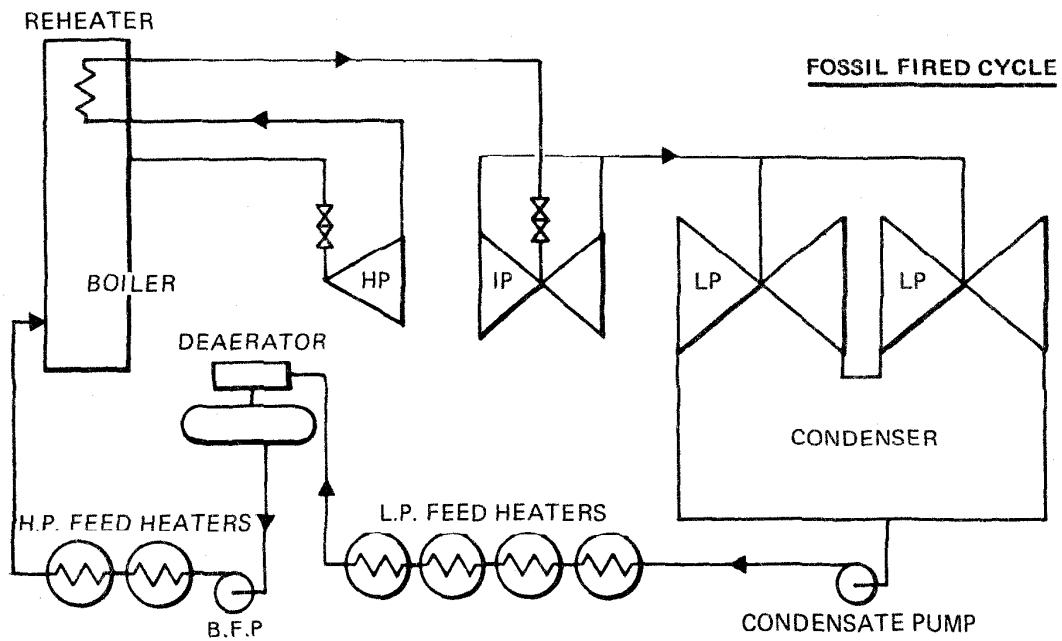 REHEATER
FOSSIL FIRED CYCLE
BOILER
HP
IP
LP
LP
DEAERATOR
CONDENSER
H.P. FEED HEATERS
L.P. FEED HEATERS
B.F.P
CONDENSATE PUMP